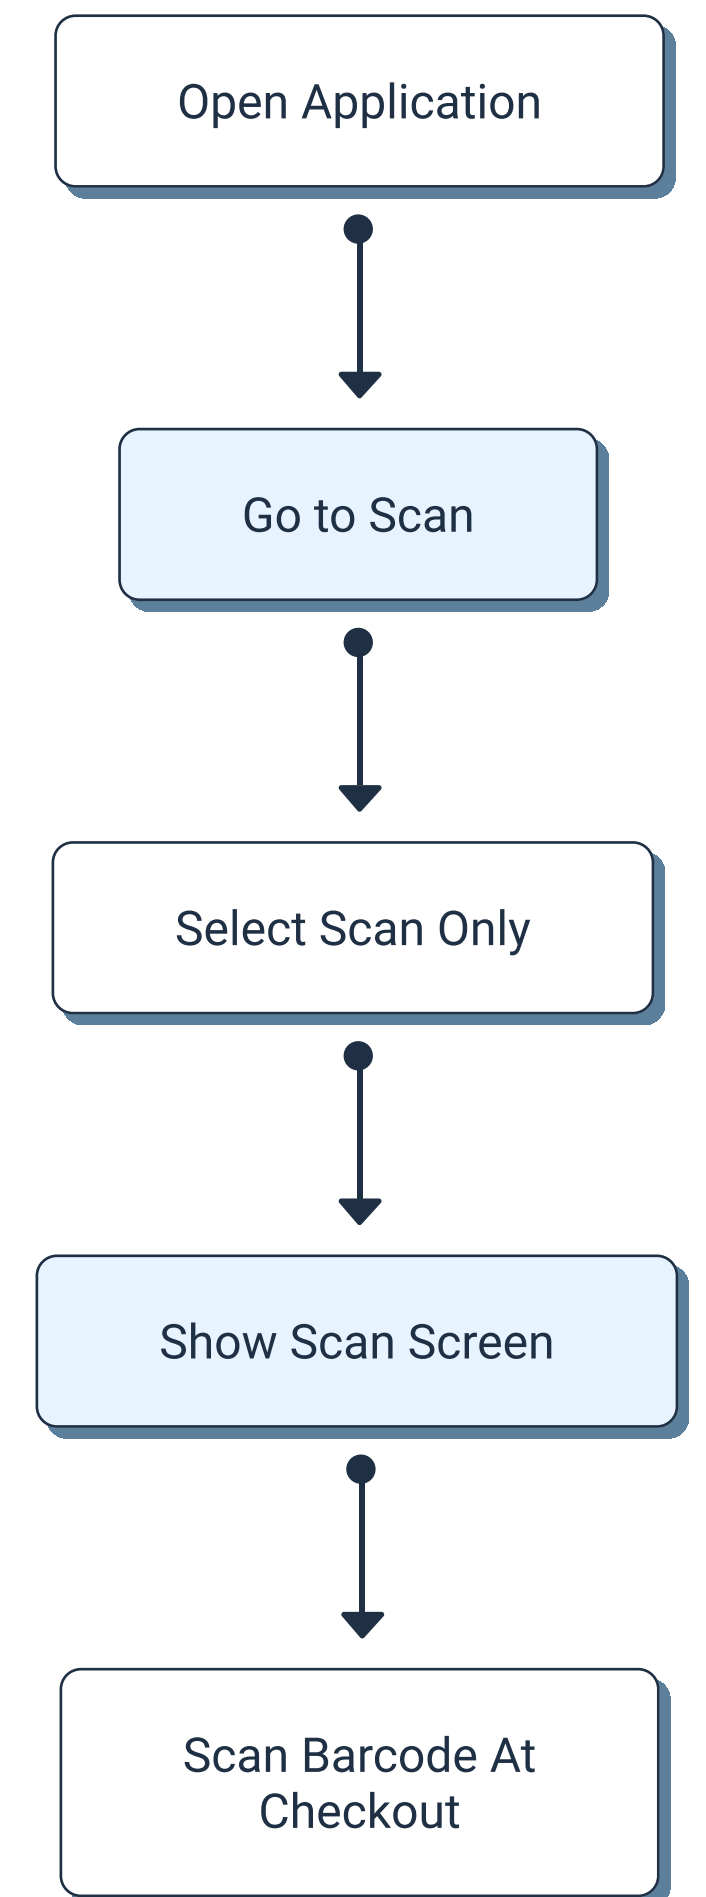 Open Application
Go to Scan
Select Scan Only
Show Scan Screen
Scan Barcode At
Checkout